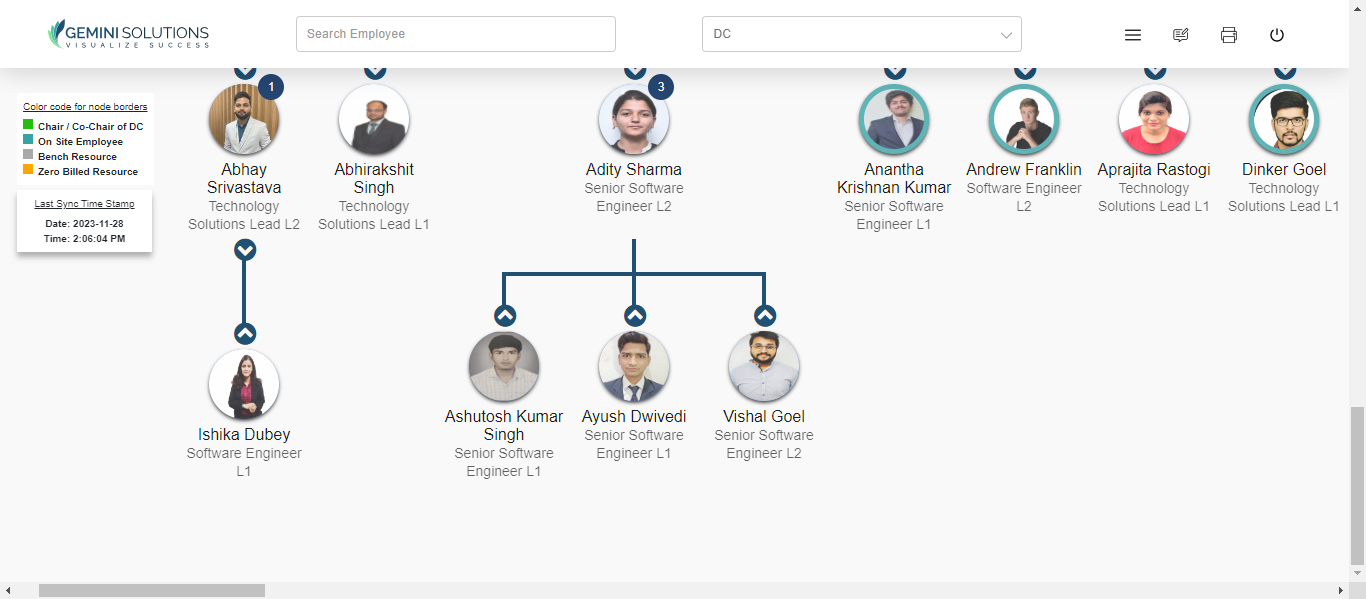 GEMINI SOLUTIONS
VISUALIZE SUCCESS
Search Employee
DC
Color code for node borders
Chair / Co-Chair of DC
On Site Employee
Bench Resource
Zero Billed Resource
Last Sync Time Stamp
Date: 2023-11-28
Time: 2:06:04 PM
1
Abhay
Srivastava
Technology
Solutions Lead L2
Abhirakshit
Singh
Technology
Solutions Lead L1
3
Adity Sharma
Senior Software
Engineer L2
Anantha
Krishnan Kumar
Senior Software
Engineer L1
Andrew Franklin
Software Engineer
L2
Aprajita Rastogi
Technology
Solutions Lead L1
Dinker Goel
Technology
Solutions Lead L1
Ishika Dubey
Software Engineer
L1
Ashutosh Kumar
Singh
Senior Software
Engineer L1
Ayush Dwivedi
Senior Software
Engineer L1
Vishal Goel
Senior Software
Engineer L2